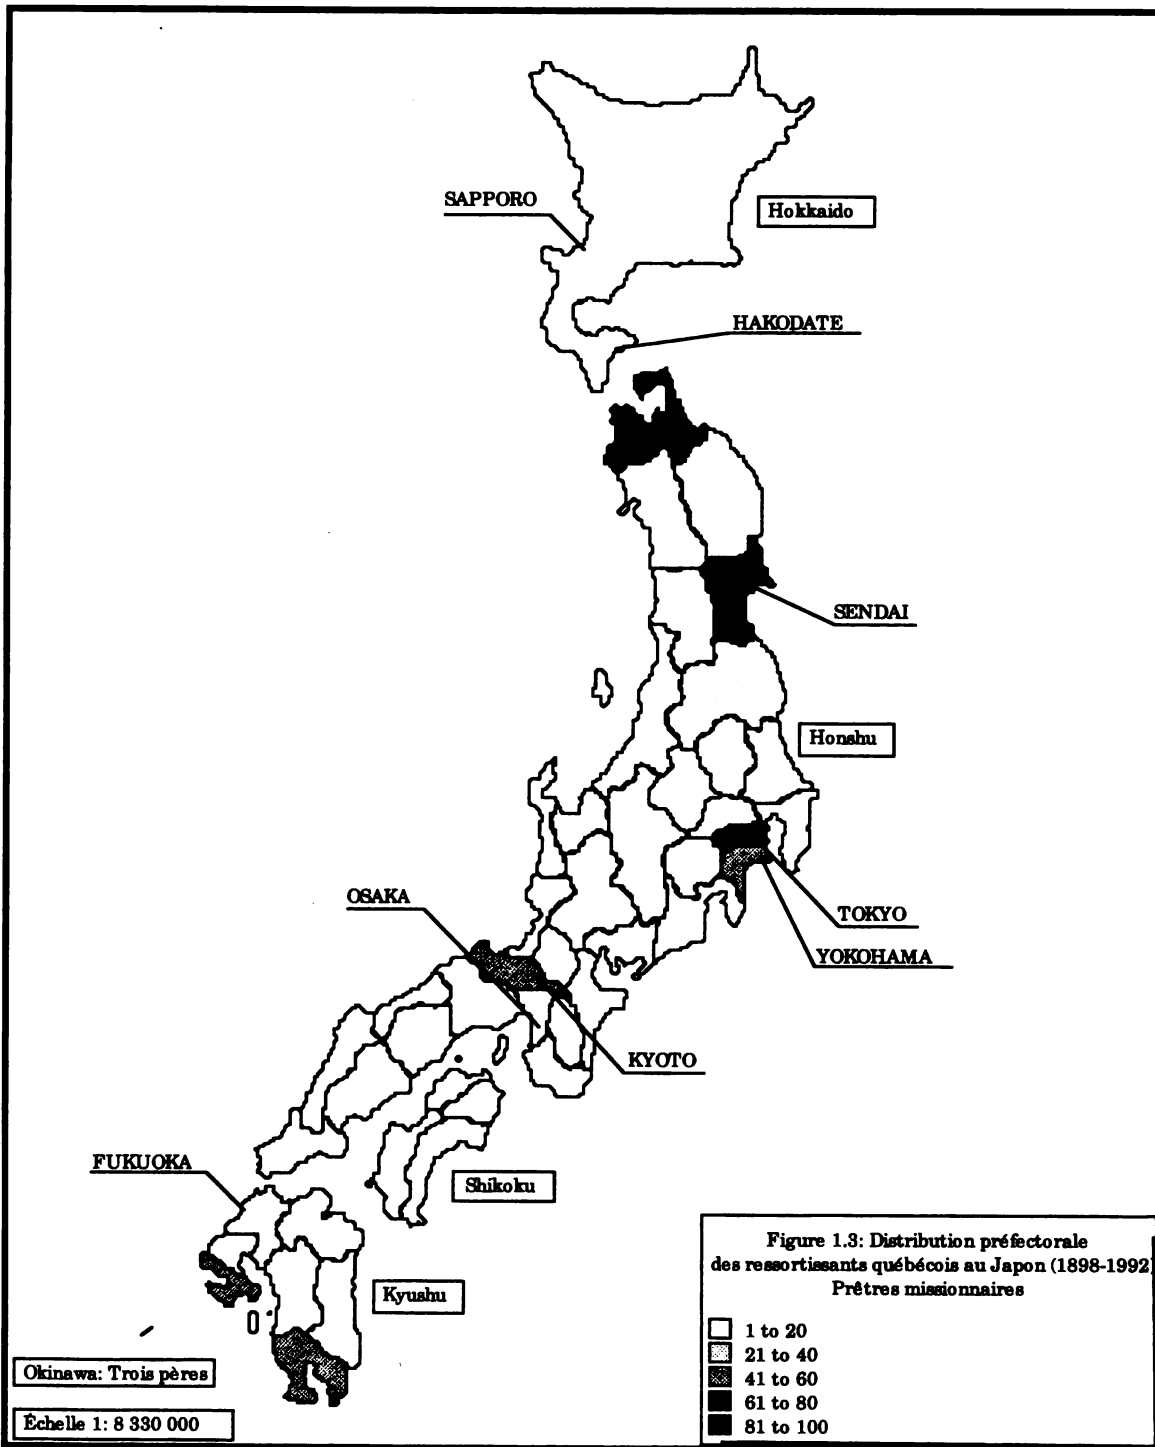 SAPPORO
Hokkaido
HAKODATE
SENDAI
Honshu
OSAKA
TOKYO
YOKOHAMA
KYOTO
FUKUOKA
Shikoku
Kyushu
Okinawa: Trois pères
Échelle 1: 8 330 000
Figure 1.3: Distribution préfectorale
des ressortissants québécois au Japon (1898-1992)
Prêtres missionnaires
1 to 20
21 to 40
41 to 60
61 to 80
81 to 100